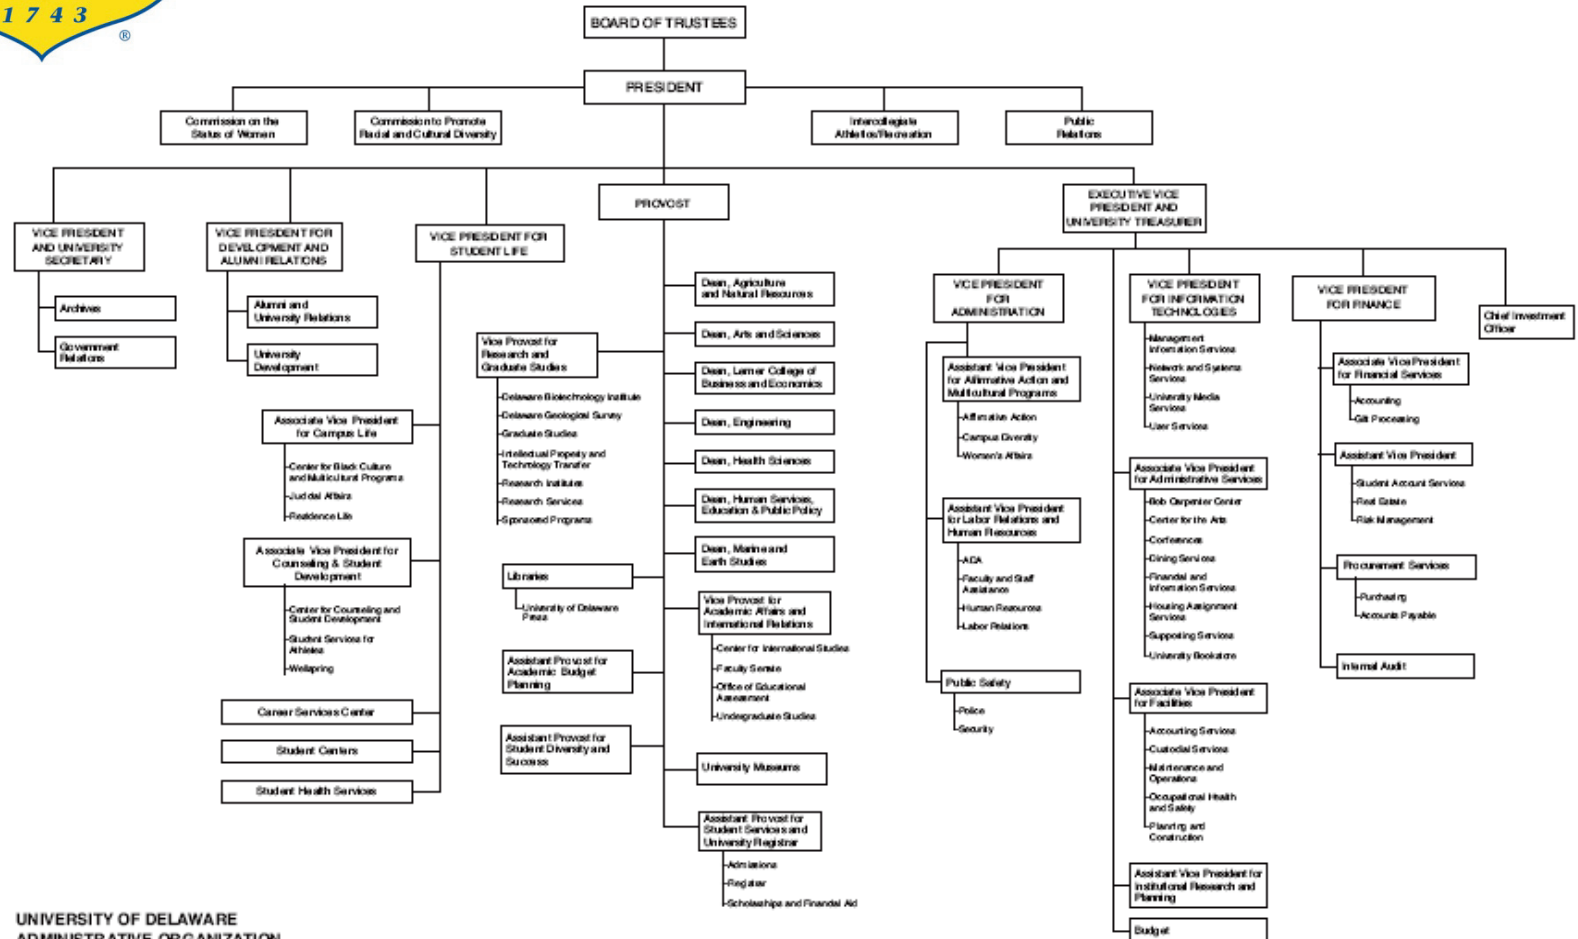 1 7 4 3
®
BOARD OF TRUSTEES
PRESIDENT
Commission on the
Status of Women
Commission to Promote
Racial and Cultural Diversity
Intercollegiate
Athletics/Recreation
Public
Relations
VICE PRESIDENT
AND UNIVERSITY
SECRETARY
Archives
Government
Relations
VICE PRESIDENT FOR
DEVELOPMENT AND
ALUMNI RELATIONS
Alumni and
University Relations
University
Development
VICE PRESIDENT FOR
STUDENT LIFE
Associate Vice President
for Campus Life
Center for Black Culture
and Multicultural Programs
Judicial Affairs
Residence Life
Associate Vice President for
Counseling & Student
Development
Center for Counseling and
Student Development
Student Services for
Athletes
Wellspring
Career Services Center
Student Centers
Student Health Services
PROVOST
Vice Provost for
Research and
Graduate Studies
Delaware Biotechnology Institute
Delaware Geological Survey
Graduate Studies
Intellectual Property and
Technology Transfer
Research Institutes
Research Services
Sponsored Programs
Libraries
University of Delaware
Press
Assistant Provost for
Academic Budget
Planning
Assistant Provost for
Student Diversity and
Success
Dean, Agriculture
and Natural Resources
Dean, Arts and Sciences
Dean, Lerner College of
Business and Economics
Dean, Engineering
Dean, Health Sciences
Dean, Human Services,
Education & Public Policy
Dean, Marine and
Earth Studies
Vice Provost for
Academic Affairs and
International Relations
Center for International Studies
Faculty Senate
Office of Educational
Assessment
Undergraduate Studies
University Museums
Assistant Provost for
Student Services and
University Registrar
Admissions
Registrar
Scholarships and Financial Aid
EXECUTIVE VICE
PRESIDENT AND
UNIVERSITY TREASURER
VICE PRESIDENT
FOR
ADMINISTRATION
Assistant Vice President
for Affirmative Action and
Multicultural Programs
Affirmative Action
Campus Diversity
Women's Affairs
Assistant Vice President
for Labor Relations and
Human Resources
ADA
Faculty and Staff
Assistance
Human Resources
Labor Relations
Public Safety
Police
Security
VICE PRESIDENT
FOR INFORMATION
TECHNOLOGIES
Management
Information Services
Network and Systems
Services
University Media
Services
User Services
Associate Vice President
for Administrative Services
Bob Carpenter Center
Center for the Arts
Conferences
Dining Services
Financial and
Information Services
Housing Assignment
Services
Supporting Services
University Bookstore
Associate Vice President
for Facilities
Accounting Services
Custodial Services
Maintenance and
Operations
Occupational Health
and Safety
Planning and
Construction
Assistant Vice President for
Institutional Research and
Planning
Budget
VICE PRESIDENT
FOR FINANCE
Associate Vice President
for Financial Services
Accounting
Gift Processing
Assistant Vice President
Student Account Services
Real Estate
Risk Management
Procurement Services
Purchasing
Accounts Payable
Internal Audit
Chief Investment
Officer
UNIVERSITY OF DELAWARE
ADMINISTRATIVE ORGANIZATION